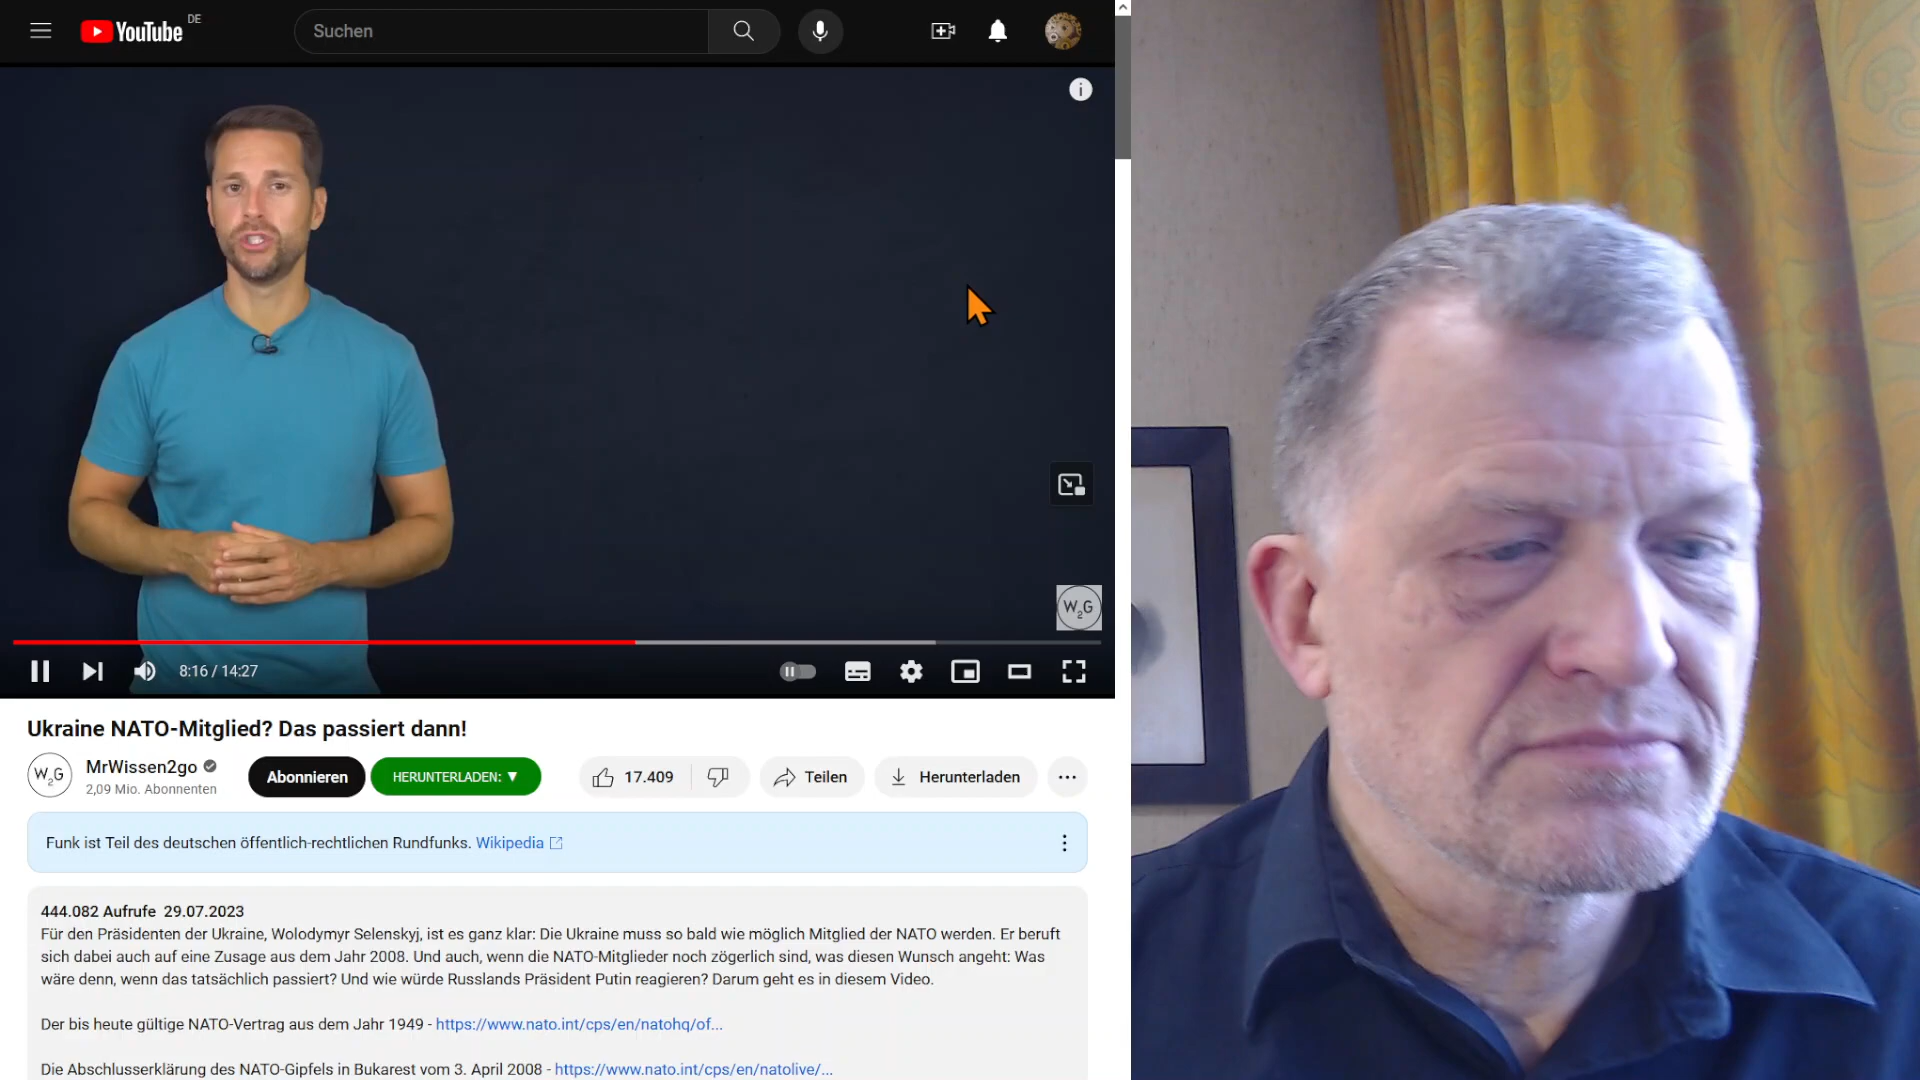 YouTube DE
Suchen
W2G
8:16 / 14:27
Ukraine NATO-Mitglied? Das passiert dann!
W2G
MrWissen2go
2,09 Mio. Abonnenten
Abonnieren
HERUNTERLADEN: ▼
17.409
Teilen
Herunterladen
Funk ist Teil des deutschen öffentlich-rechtlichen Rundfunks. Wikipedia
444.082 Aufrufe 29.07.2023
Für den Präsidenten der Ukraine, Wolodymyr Selenskyj, ist es ganz klar: Die Ukraine muss so bald wie möglich Mitglied der NATO werden. Er beruft
sich dabei auch auf eine Zusage aus dem Jahr 2008. Und auch, wenn die NATO-Mitglieder noch zögerlich sind, was diesen Wunsch angeht: Was
wäre denn, wenn das tatsächlich passiert? Und wie würde Russlands Präsident Putin reagieren? Darum geht es in diesem Video.
Der bis heute gültige NATO-Vertrag aus dem Jahr 1949 - https://www.nato.int/cps/en/natohq/of...
Die Abschlusserklärung des NATO-Gipfels in Bukarest vom 3. April 2008 - https://www.nato.int/cps/en/natolive/...